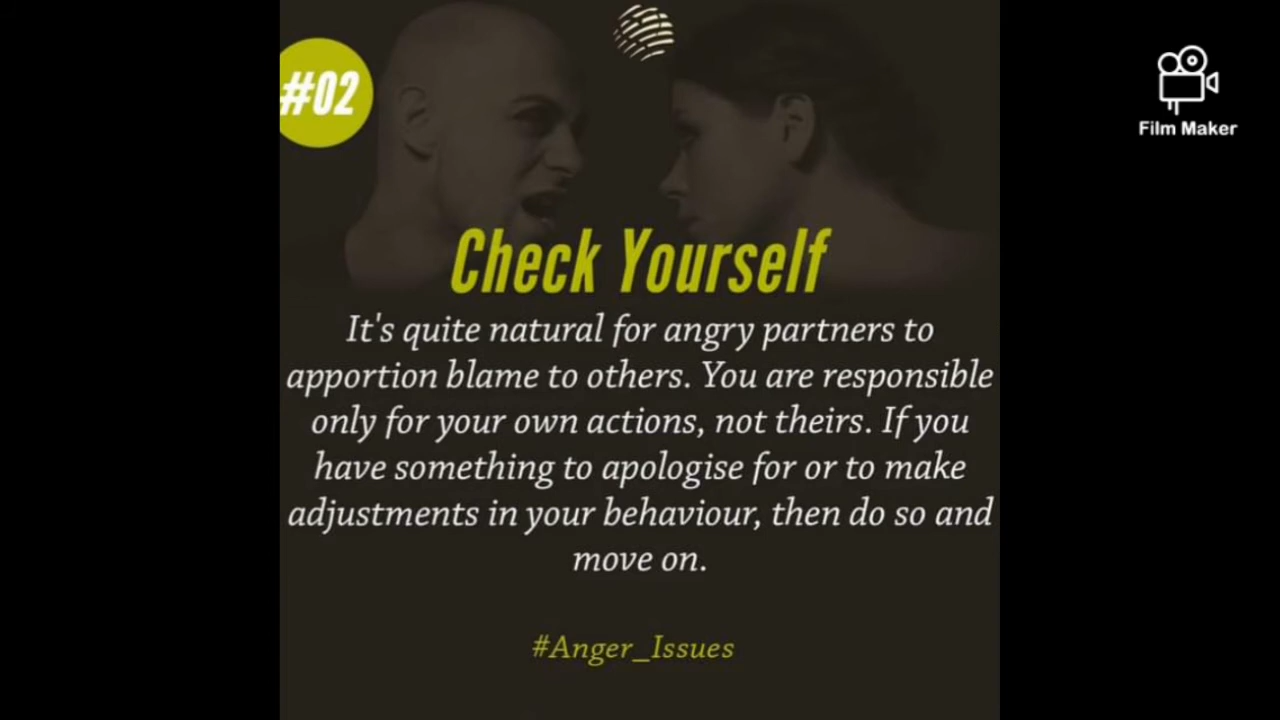 #02
Film Maker
Check Yourself
It's quite natural for angry partners to
apportion blame to others. You are responsible
only for your own actions, not theirs. If you
have something to apologise for or to make
adjustments in your behaviour, then do so and
move on.
#Anger_Issues